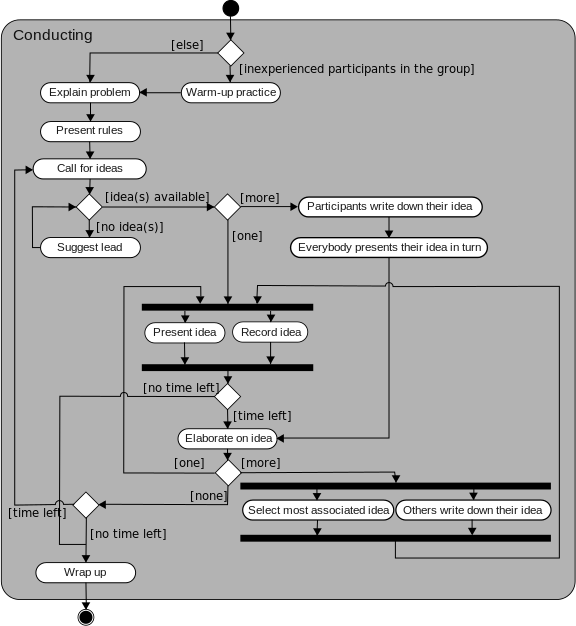 Conducting
[else]
[inexperienced participants in the group]
Explain problem
Warm-up practice
Present rules
Call for ideas
[idea(s) available]
[more]
Participants write down their idea
[no idea(s)]
[one]
Suggest lead
Everybody presents their idea in turn
Present idea
Record idea
[no time left]
[time left]
Elaborate on idea
[one]
[more]
[none]
[time left]
Select most associated idea
Others write down their idea
[no time left]
Wrap up